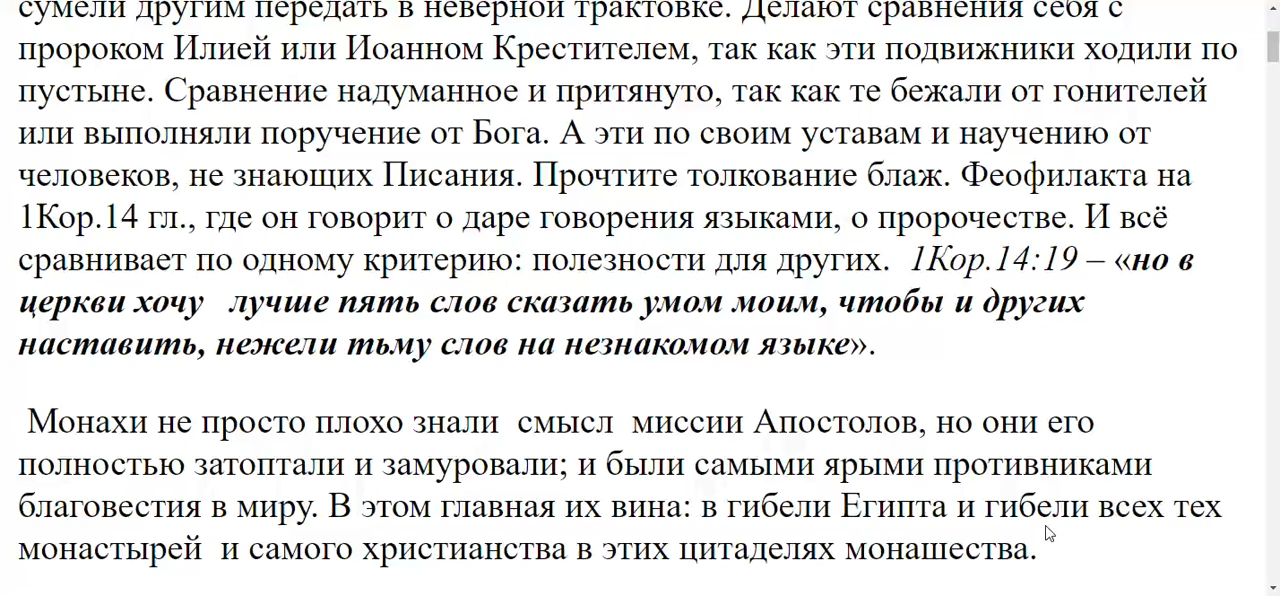 сумели другим передать в неверной трактовке. Делают сравнения себя с
пророком Илией или Иоанном Крестителем, так как эти подвижники ходили по
пустыне. Сравнение надуманное и притянуто, так как те бежали от гонителей
или выполняли поручение от Бога. А эти по своим уставам и научению от
человеков, не знающих Писания. Прочтите толкование блаж. Феофилакта на
1Кор.14 гл., где он говорит о даре говорения языками, о пророчестве. И всё
сравнивает по одному критерию: полезности для других.  1Кор.14:19 – «но в
церкви хочу   лучше пять слов сказать умом моим, чтобы и других
наставить, нежели тьму слов на незнакомом языке».
Монахи не просто плохо знали  смысл  миссии Апостолов, но они его
полностью затоптали и замуровали; и были самыми ярыми противниками
благовестия в миру. В этом главная их вина: в гибели Египта и гибели всех тех
монастырей  и самого христианства в этих цитаделях монашества.